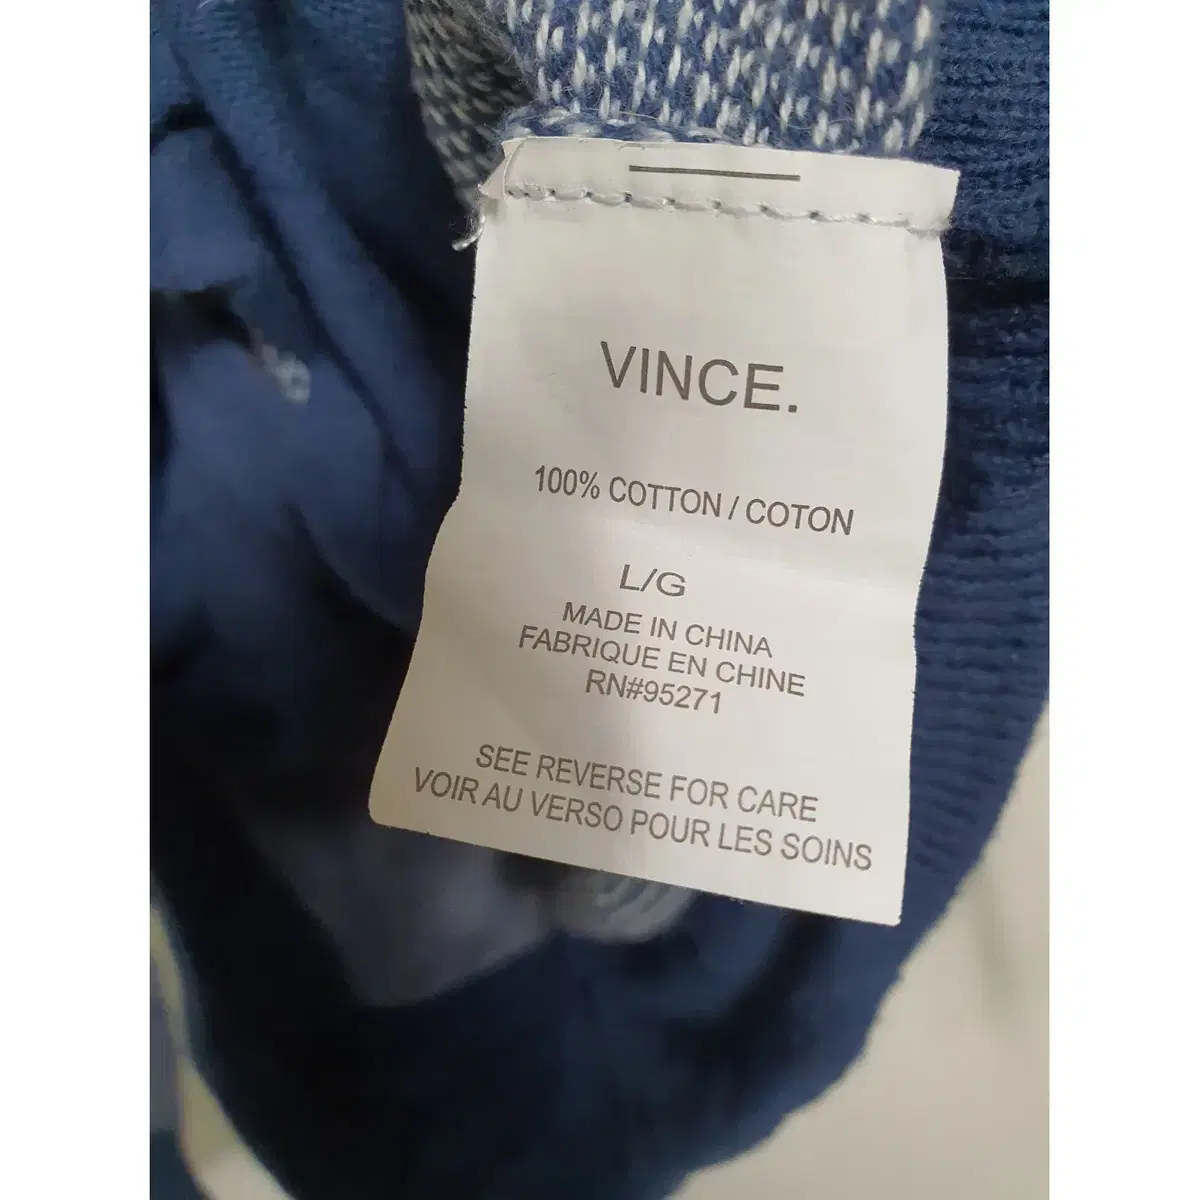 VINCE.
100% COTTON / COTON
L/G
MADE IN CHINA
FABRIQUE EN CHINE
RN#95271
SEE REVERSE FOR CARE
VOIR AU VERSO POUR LES SOINS